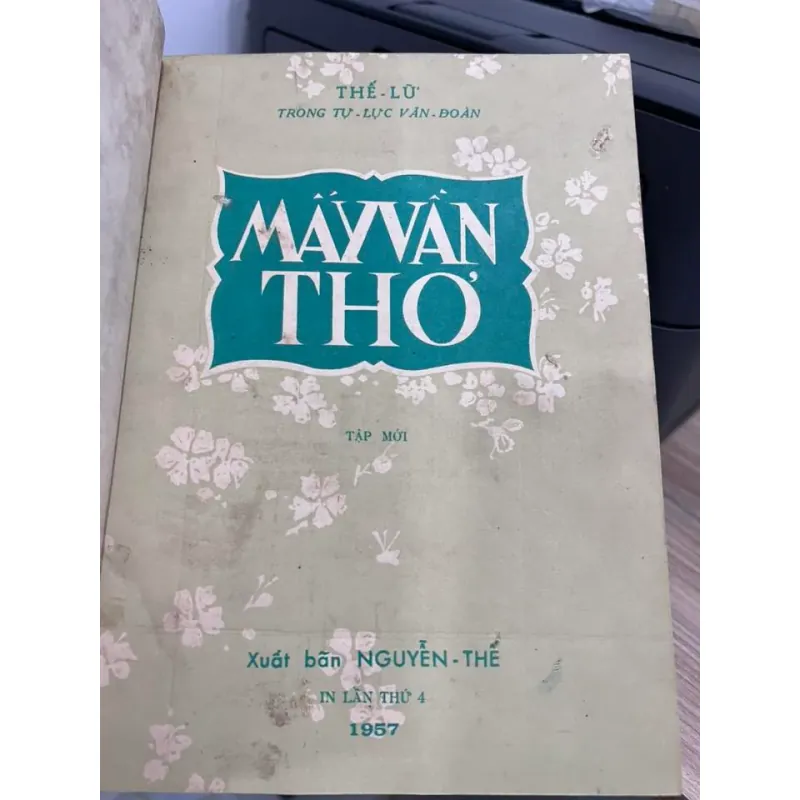 THẾ-LỮ
TRONG TỰ-LỰC VĂN-ĐOÀN
MẤY VẦN
THƠ
TẬP MỚI
Xuất bãn NGUYỄN-THẾ
IN LẦN THỨ 4
1957